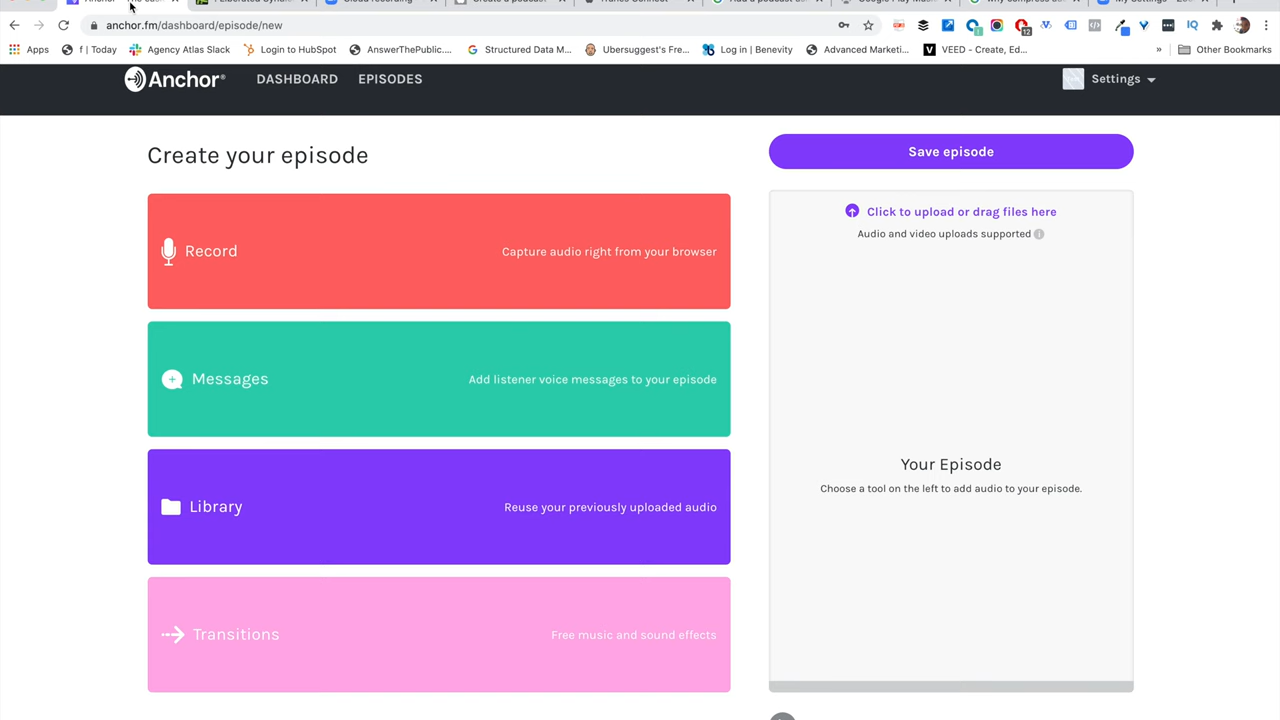 Cloud recording
iTunes Connect
anchor.fm/dashboard/episode/new
Apps
f | Today
Agency Atlas Slack
Login to HubSpot
AnswerThePublic....
Structured Data M...
Ubersuggest's Fre...
Log in | Benevity
Advanced Marketi...
VEED - Create, Ed...
»
Other Bookmarks
Anchor®
DASHBOARD
EPISODES
Settings
Create your episode
Save episode
Record
Capture audio right from your browser
Click to upload or drag files here
Audio and video uploads supported
Messages
Add listener voice messages to your episode
Your Episode
Choose a tool on the left to add audio to your episode.
Library
Reuse your previously uploaded audio
Transitions
Free music and sound effects